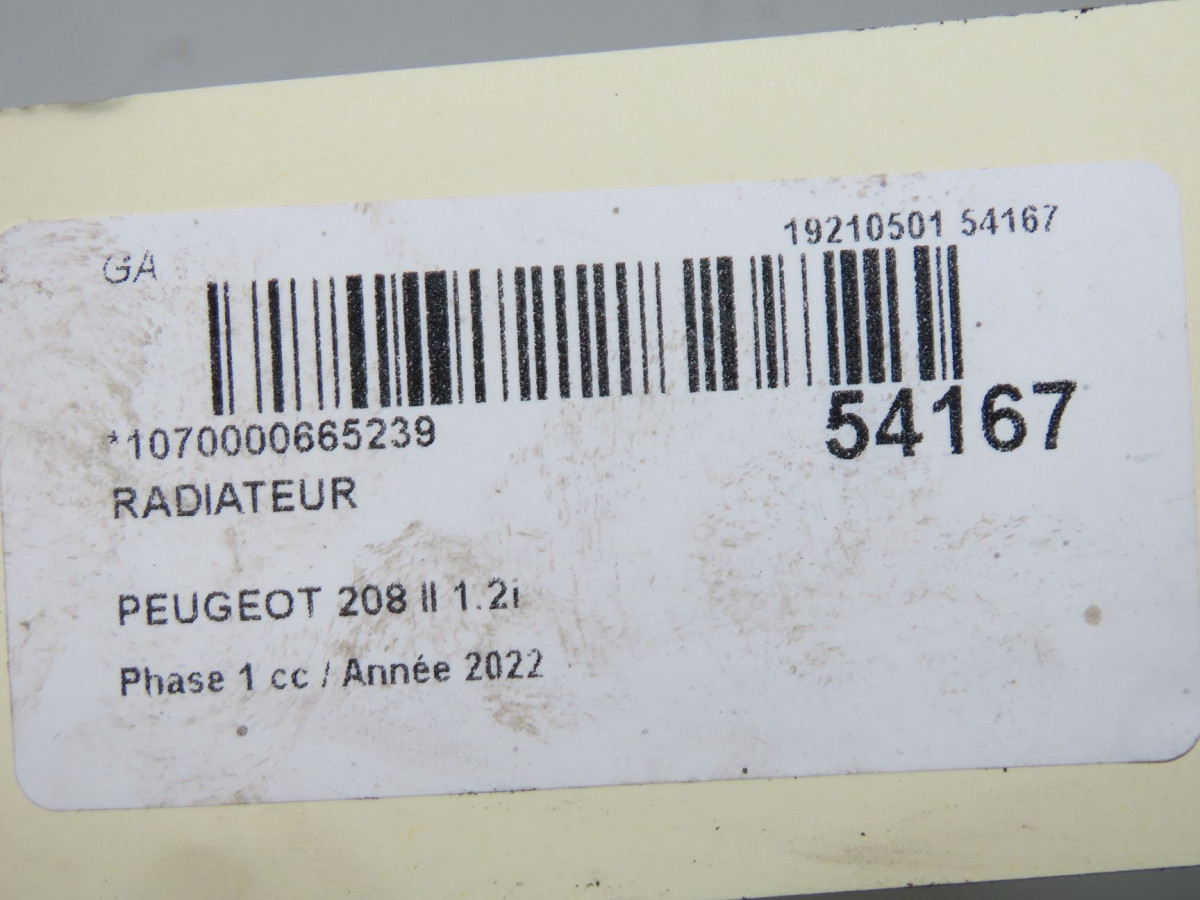 19210501 54167
GA
*1070000665239
54167
RADIATEUR
PEUGEOT 208 II 1.2i
Phase 1 cc / Année 2022